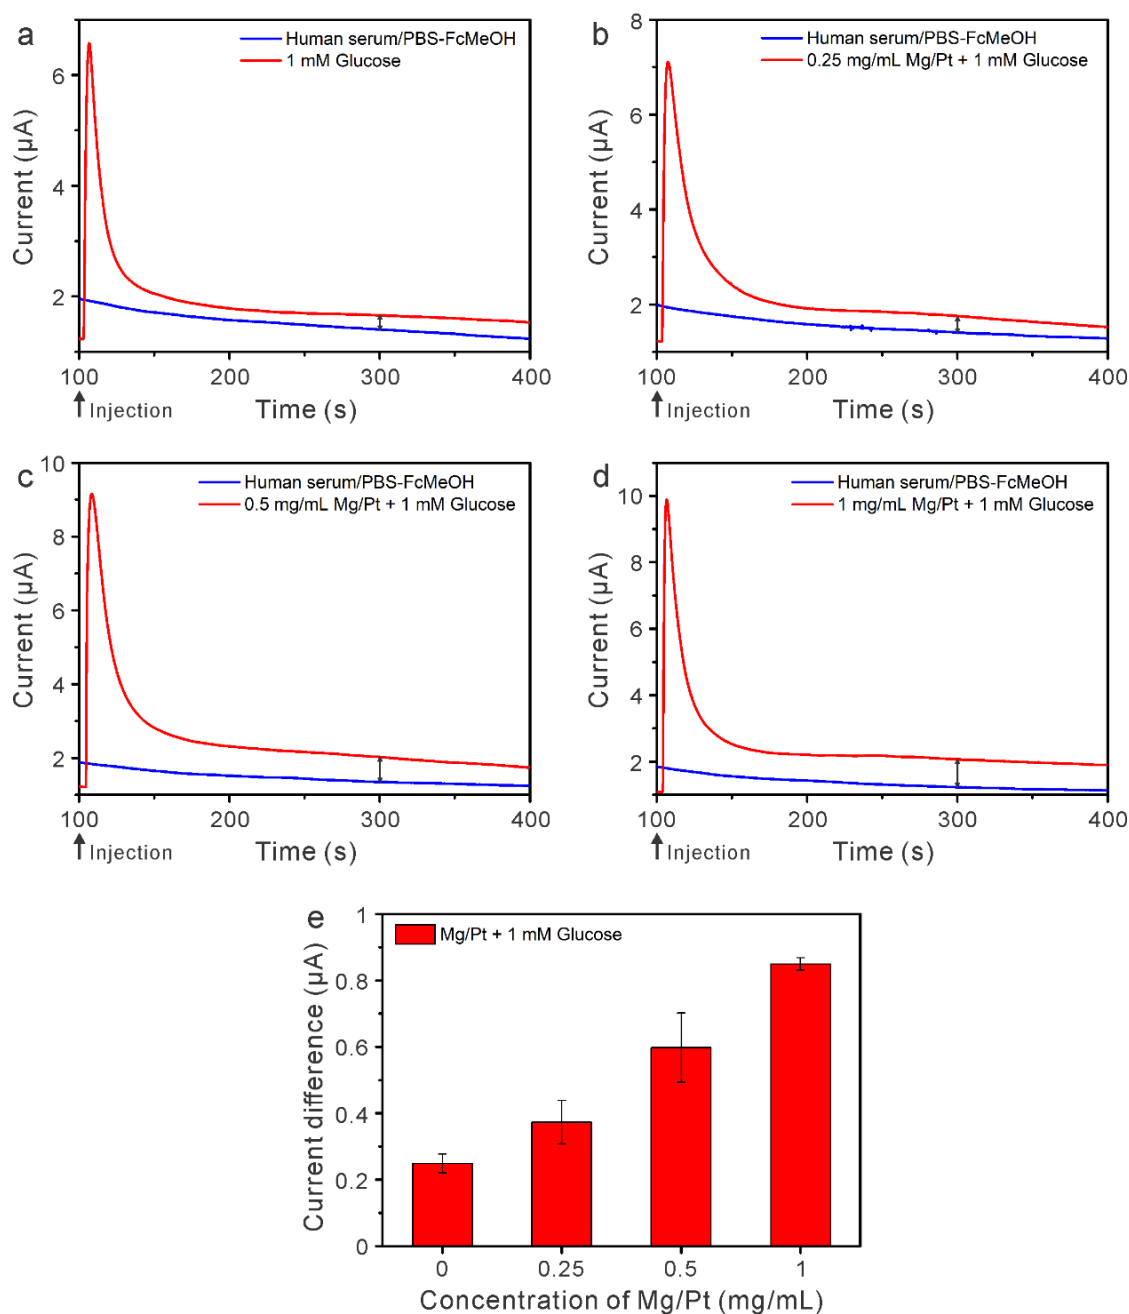 a
Human serum/PBS-FcMeOH
1 mM Glucose
Current (µA)
6
4
2
100 200 300 400
Injection
Time (s)
b
Human serum/PBS-FcMeOH
0.25 mg/mL Mg/Pt + 1 mM Glucose
Current (µA)
8
6
4
2
100 200 300 400
Injection
Time (s)
c
Human serum/PBS-FcMeOH
0.5 mg/mL Mg/Pt + 1 mM Glucose
Current (µA)
10
8
6
4
2
100 200 300 400
Injection
Time (s)
d
Human serum/PBS-FcMeOH
1 mg/mL Mg/Pt + 1 mM Glucose
Current (µA)
10
8
6
4
2
100 200 300 400
Injection
Time (s)
e
Mg/Pt + 1 mM Glucose
Current difference (µA)
1
0.8
0.6
0.4
0.2
0
0 0.25 0.5 1
Concentration of Mg/Pt (mg/mL)